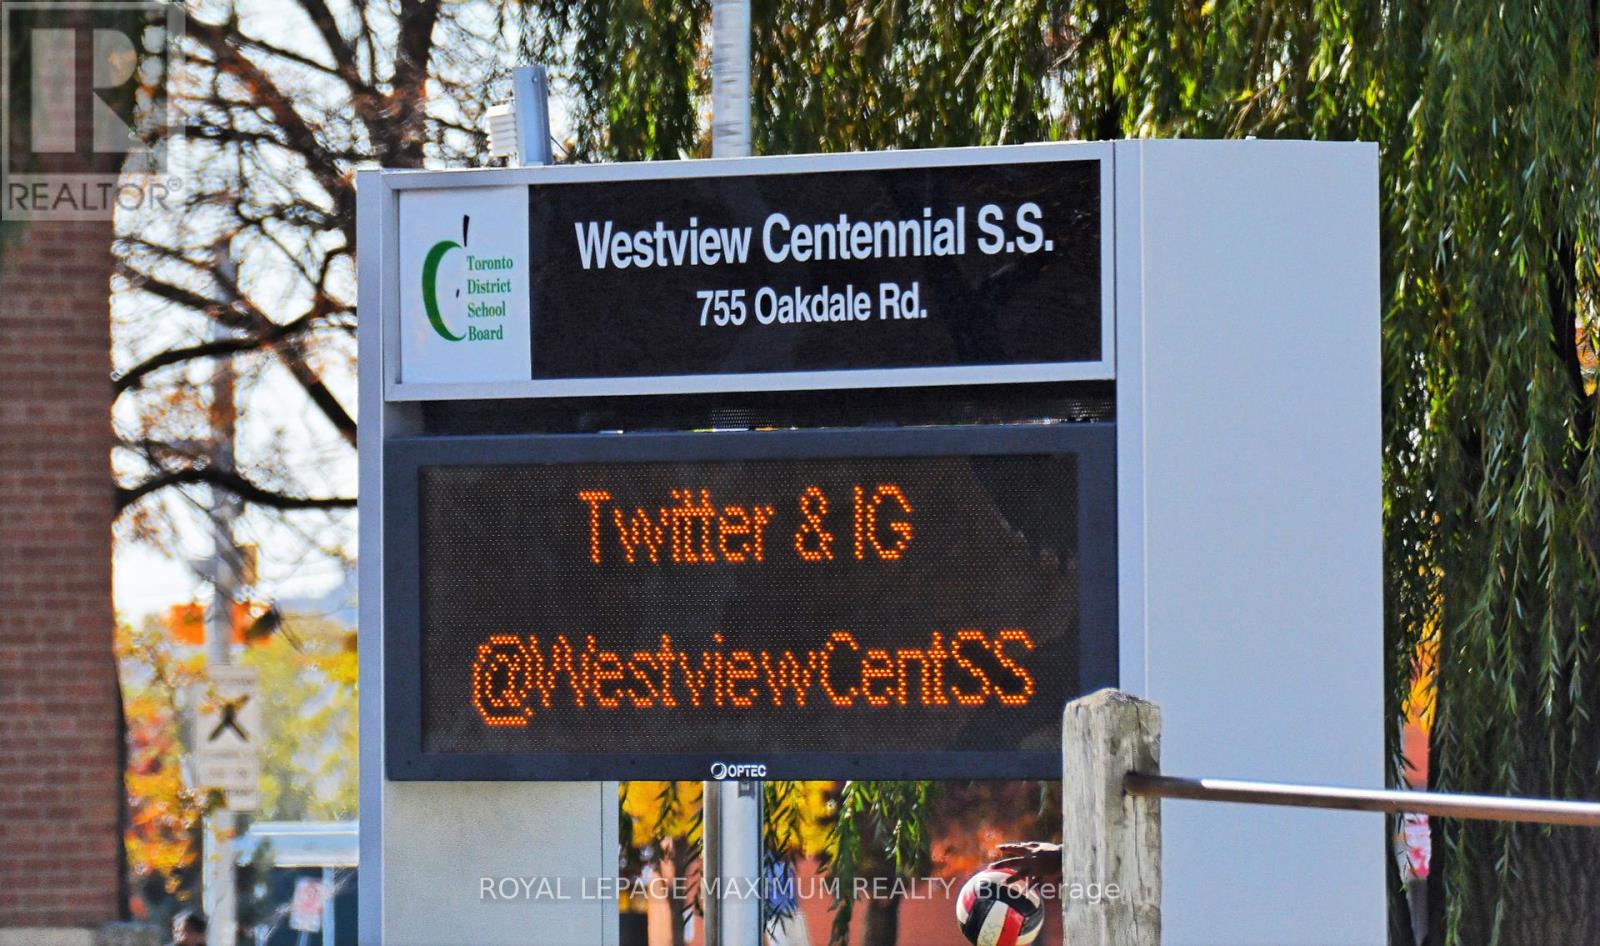 REALTOR®
Westview Centennial S.S.
755 Oakdale Rd.
Toronto
District
School
Board
Twitter & IG
@WestviewCentSS
OPTEC
ROYAL LEPAGE MAXIMUM REALTY, Brokerage